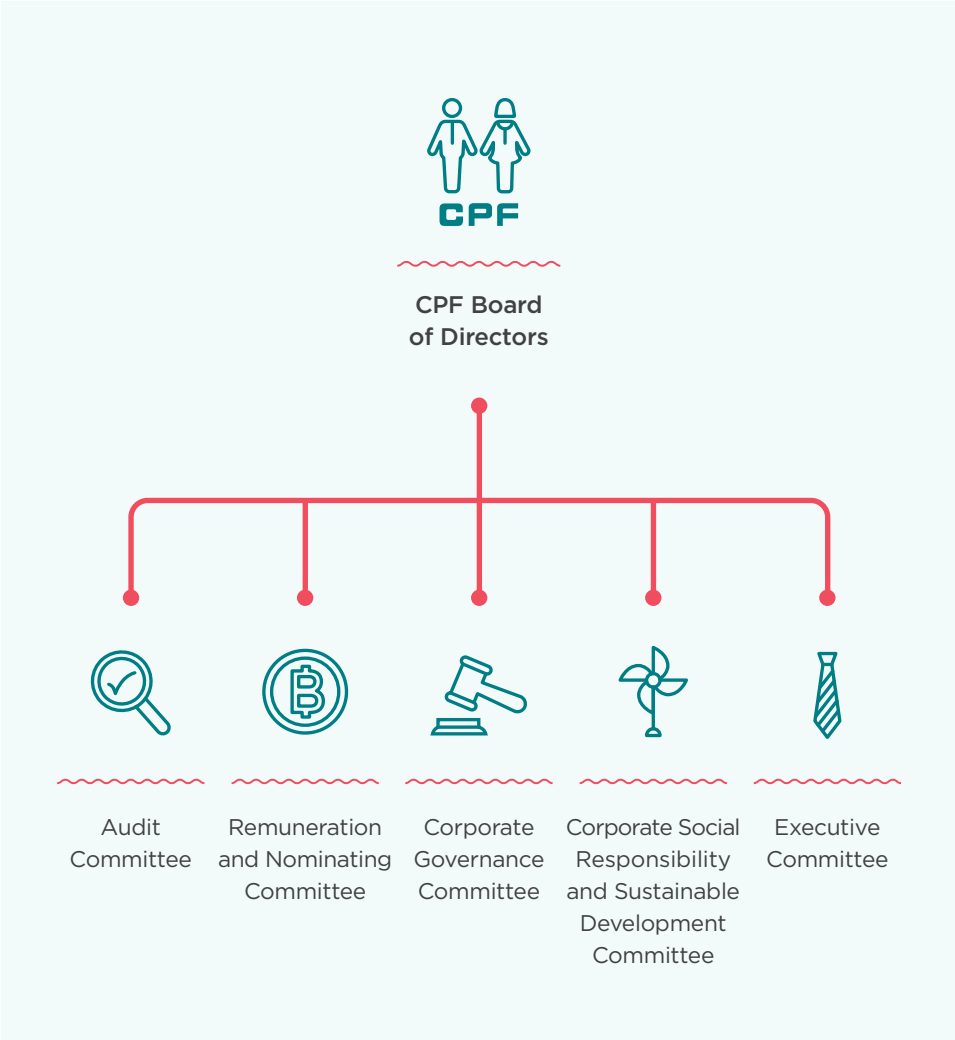 CPF
CPF Board
of Directors
Audit
Committee
Remuneration
and Nominating
Committee
Corporate
Governance
Committee
Corporate Social
Responsibility
and Sustainable
Development
Committee
Executive
Committee